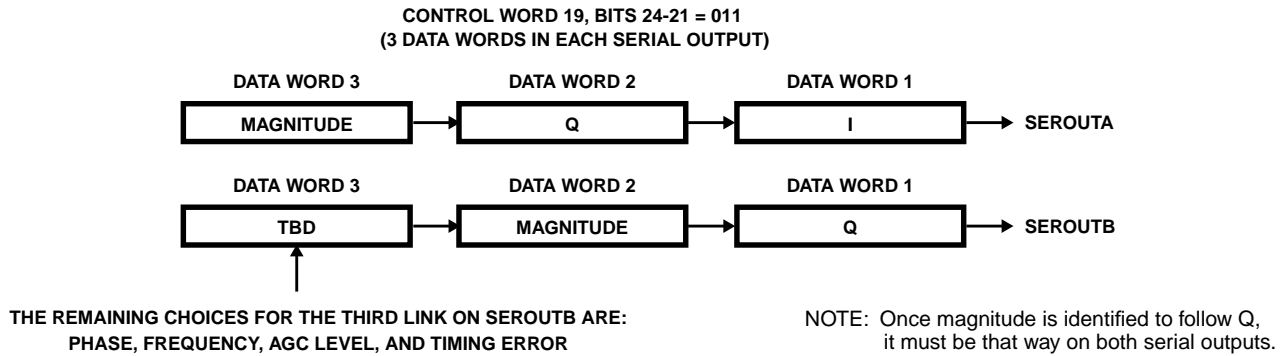 CONTROL WORD 19, BITS 24-21 = 011
(3 DATA WORDS IN EACH SERIAL OUTPUT)
DATA WORD 3
DATA WORD 2
DATA WORD 1
MAGNITUDE
Q
I
SEROUTA
DATA WORD 3
DATA WORD 2
DATA WORD 1
TBD
MAGNITUDE
Q
SEROUTB
THE REMAINING CHOICES FOR THE THIRD LINK ON SEROUTB ARE:
PHASE, FREQUENCY, AGC LEVEL, AND TIMING ERROR
NOTE: Once magnitude is identified to follow Q,
it must be that way on both serial outputs.